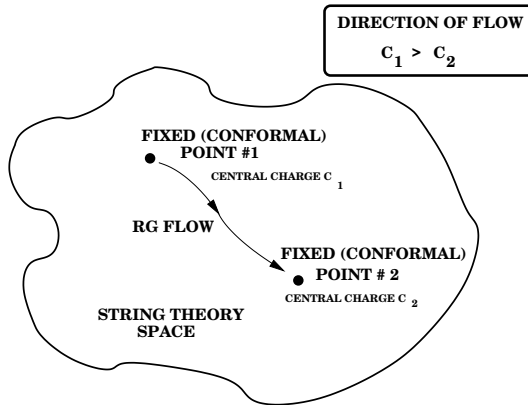 DIRECTION OF FLOW
C1 > C2
FIXED (CONFORMAL)
POINT #1
CENTRAL CHARGE C1
RG FLOW
FIXED (CONFORMAL)
POINT # 2
CENTRAL CHARGE C2
STRING THEORY
SPACE